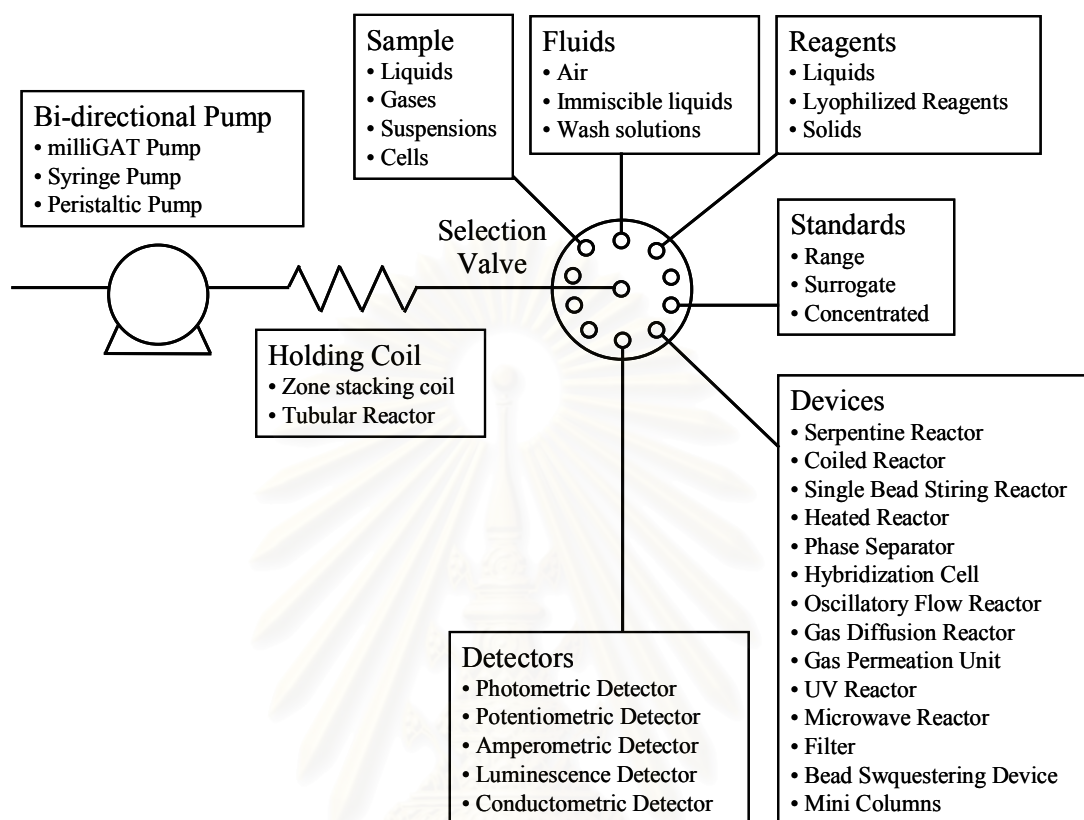 Sample
• Liquids
• Gases
• Suspensions
• Cells
Fluids
• Air
• Immiscible liquids
• Wash solutions
Reagents
• Liquids
• Lyophilized Reagents
• Solids
Bi-directional Pump
• milliGAT Pump
• Syringe Pump
• Peristaltic Pump
Selection
Valve
Standards
• Range
• Surrogate
• Concentrated
Holding Coil
• Zone stacking coil
• Tubular Reactor
Devices
• Serpentine Reactor
• Coiled Reactor
• Single Bead Stiring Reactor
• Heated Reactor
• Phase Separator
• Hybridization Cell
• Oscillatory Flow Reactor
• Gas Diffusion Reactor
• Gas Permeation Unit
• UV Reactor
• Microwave Reactor
• Filter
• Bead Swquestering Device
• Mini Columns
Detectors
• Photometric Detector
• Potentiometric Detector
• Amperometric Detector
• Luminescence Detector
• Conductometric Detector